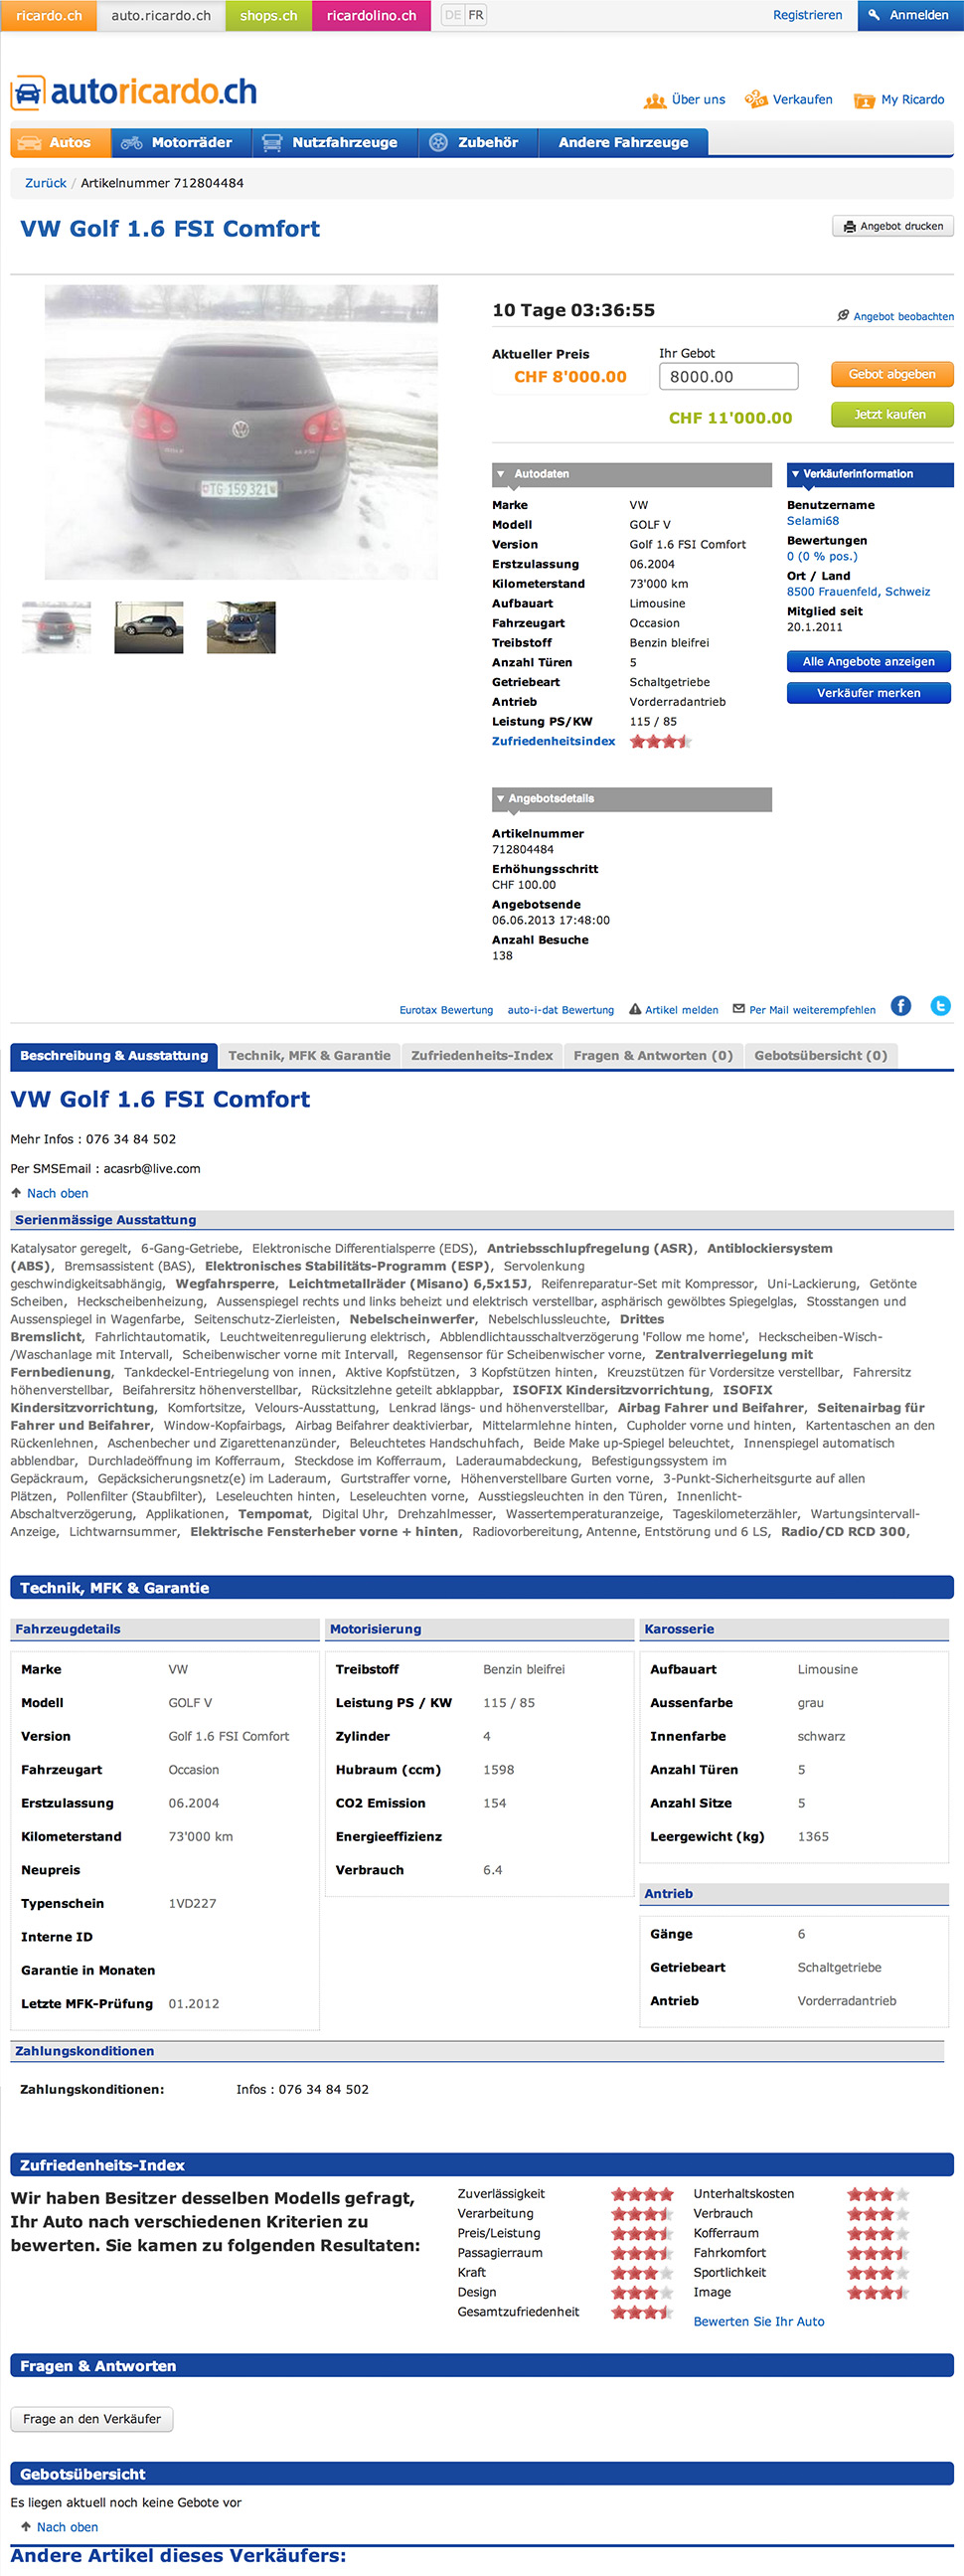 ricardo.ch auto.ricardo.ch shops.ch ricardolino.ch DE FR Registrieren Anmelden
autoricardo.ch
Über uns Verkaufen My Ricardo
Autos Motorräder Nutzfahrzeuge Zubehör Andere Fahrzeuge
Zurück / Artikelnummer 712804484
VW Golf 1.6 FSI Comfort
Angebot drucken
10 Tage 03:36:55
Angebot beobachten
Aktueller Preis
Ihr Gebot
CHF 8'000.00
8000.00
Gebot abgeben
CHF 11'000.00
Jetzt kaufen
TG 159321
Autodaten
Marke VW
Modell GOLF V
Version Golf 1.6 FSI Comfort
Erstzulassung 06.2004
Kilometerstand 73'000 km
Aufbauart Limousine
Fahrzeugart Occasion
Treibstoff Benzin bleifrei
Anzahl Türen 5
Getriebeart Schaltgetriebe
Antrieb Vorderradantrieb
Leistung PS/KW 115 / 85
Zufriedenheitsindex
Verkäuferinformation
Benutzername
Selami68
Bewertungen
0 (0 % pos.)
Ort / Land
8500 Frauenfeld, Schweiz
Mitglied seit
20.1.2011
Alle Angebote anzeigen
Verkäufer merken
Angebotsdetails
Artikelnummer
712804484
Erhöhungsschritt
CHF 100.00
Angebotsende
06.06.2013 17:48:00
Anzahl Besuche
138
Eurotax Bewertung auto-i-dat Bewertung Artikel melden Per Mail weiterempfehlen
Beschreibung & Ausstattung Technik, MFK & Garantie Zufriedenheits-Index Fragen & Antworten (0) Gebotsübersicht (0)
VW Golf 1.6 FSI Comfort
Mehr Infos : 076 34 84 502
Per SMSEmail : acasrb@live.com
Nach oben
Serienmässige Ausstattung
Katalysator geregelt, 6-Gang-Getriebe, Elektronische Differentialsperre (EDS), Antriebsschlupfregelung (ASR), Antiblockiersystem
(ABS), Bremsassistent (BAS), Elektronisches Stabilitäts-Programm (ESP), Servolenkung
geschwindigkeitsabhängig, Wegfahrsperre, Leichtmetallräder (Misano) 6,5x15J, Reifenreparatur-Set mit Kompressor, Uni-Lackierung, Getönte
Scheiben, Heckscheibenheizung, Aussenspiegel rechts und links beheizt und elektrisch verstellbar, asphärisch gewölbtes Spiegelglas, Stosstangen und
Aussenspiegel in Wagenfarbe, Seitenschutz-Zierleisten, Nebelscheinwerfer, Nebelschlussleuchte, Drittes
Bremslicht, Fahrlichtautomatik, Leuchtweitenregulierung elektrisch, Abblendlichtausschaltverzögerung 'Follow me home', Heckscheiben-Wisch-
/Waschanlage mit Intervall, Scheibenwischer vorne mit Intervall, Regensensor für Scheibenwischer vorne, Zentralverriegelung mit
Fernbedienung, Tankdeckel-Entriegelung von innen, Aktive Kopfstützen, 3 Kopfstützen hinten, Kreuzstützen für Vordersitze verstellbar, Fahrersitz
höhenverstellbar, Beifahrersitz höhenverstellbar, Rücksitzlehne geteilt abklappbar, ISOFIX Kindersitzvorrichtung, ISOFIX
Kindersitzvorrichtung, Komfortsitze, Velours-Ausstattung, Lenkrad längs- und höhenverstellbar, Airbag Fahrer und Beifahrer, Seitenairbag für
Fahrer und Beifahrer, Window-Kopfairbags, Airbag Beifahrer deaktivierbar, Mittelarmlehne hinten, Cupholder vorne und hinten, Kartentaschen an den
Rückenlehnen, Aschenbecher und Zigarettenanzünder, Beleuchtetes Handschuhfach, Beide Make up-Spiegel beleuchtet, Innenspiegel automatisch
abblendbar, Durchladeöffnung im Kofferraum, Steckdose im Kofferraum, Laderaumabdeckung, Befestigungssystem im
Gepäckraum, Gepäcksicherungsnetz(e) im Laderaum, Gurtstraffer vorne, Höhenverstellbare Gurten vorne, 3-Punkt-Sicherheitsgurte auf allen
Plätzen, Pollenfilter (Staubfilter), Leseleuchten hinten, Leseleuchten vorne, Ausstiegsleuchten in den Türen, Innenlicht-
Abschaltverzögerung, Applikationen, Tempomat, Digital Uhr, Drehzahlmesser, Wassertemperaturanzeige, Tageskilometerzähler, Wartungsintervall-
Anzeige, Lichtwarnsummer, Elektrische Fensterheber vorne + hinten, Radiovorbereitung, Antenne, Entstörung und 6 LS, Radio/CD RCD 300,
Technik, MFK & Garantie
Fahrzeugdetails
Marke VW
Modell GOLF V
Version Golf 1.6 FSI Comfort
Fahrzeugart Occasion
Erstzulassung 06.2004
Kilometerstand 73'000 km
Neupreis
Typenschein 1VD227
Interne ID
Garantie in Monaten
Letzte MFK-Prüfung 01.2012
Motorisierung
Treibstoff Benzin bleifrei
Leistung PS / KW 115 / 85
Zylinder 4
Hubraum (ccm) 1598
CO2 Emission 154
Energieeffizienz
Verbrauch 6.4
Karosserie
Aufbauart Limousine
Aussenfarbe grau
Innenfarbe schwarz
Anzahl Türen 5
Anzahl Sitze 5
Leergewicht (kg) 1365
Antrieb
Gänge 6
Getriebeart Schaltgetriebe
Antrieb Vorderradantrieb
Zahlungskonditionen
Zahlungskonditionen: Infos : 076 34 84 502
Zufriedenheits-Index
Wir haben Besitzer desselben Modells gefragt,
Ihr Auto nach verschiedenen Kriterien zu
bewerten. Sie kamen zu folgenden Resultaten:
Zuverlässigkeit
Verarbeitung
Preis/Leistung
Passagierraum
Kraft
Design
Gesamtzufriedenheit
Unterhaltskosten
Verbrauch
Kofferraum
Fahrkomfort
Sportlichkeit
Image
Bewerten Sie Ihr Auto
Fragen & Antworten
Frage an den Verkäufer
Gebotsübersicht
Es liegen aktuell noch keine Gebote vor
Nach oben
Andere Artikel dieses Verkäufers: